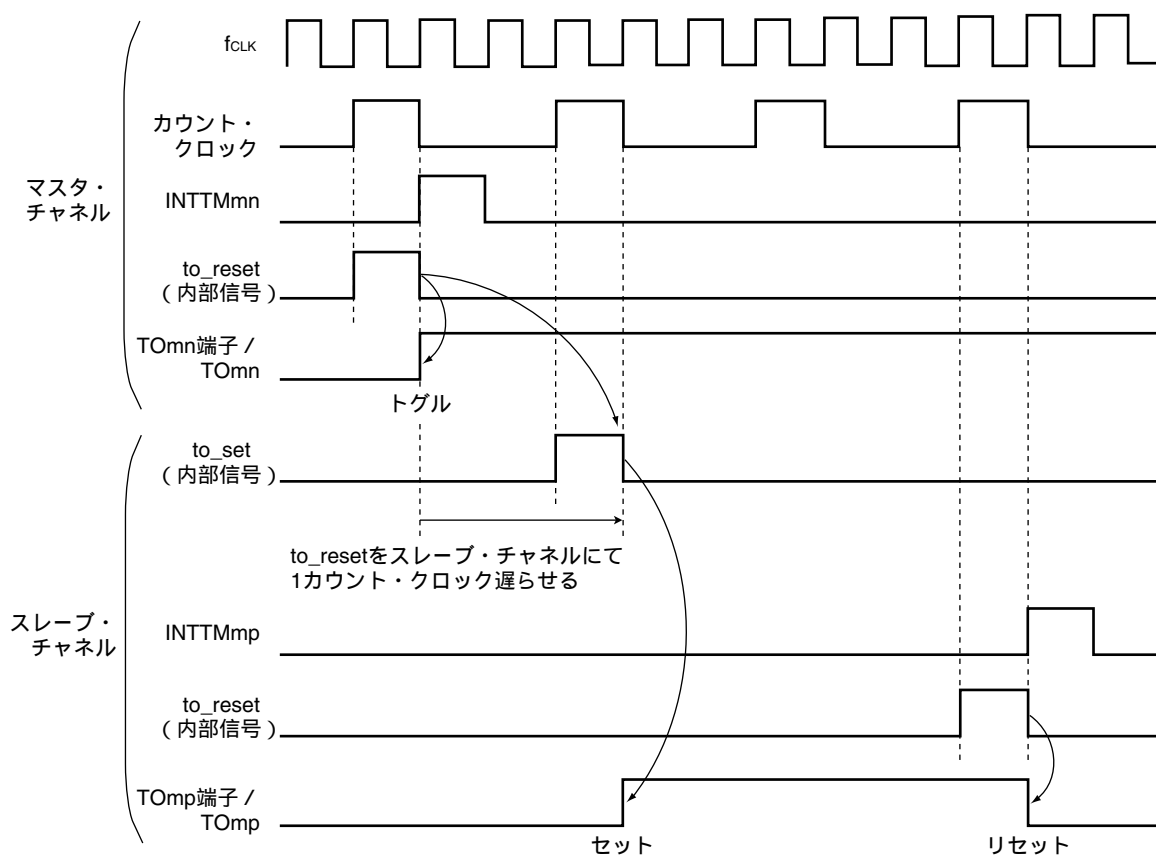 fCLK
カウント・
クロック
マスタ・
チャネル
INTTMmn
to_reset
（内部信号）
TOmn端子 /
TOmn
トグル
to_set
（内部信号）
to_resetをスレーブ・チャネルにて
1カウント・クロック遅らせる
スレーブ・
チャネル
INTTMmp
to_reset
（内部信号）
TOmp端子 /
TOmp
セット
リセット